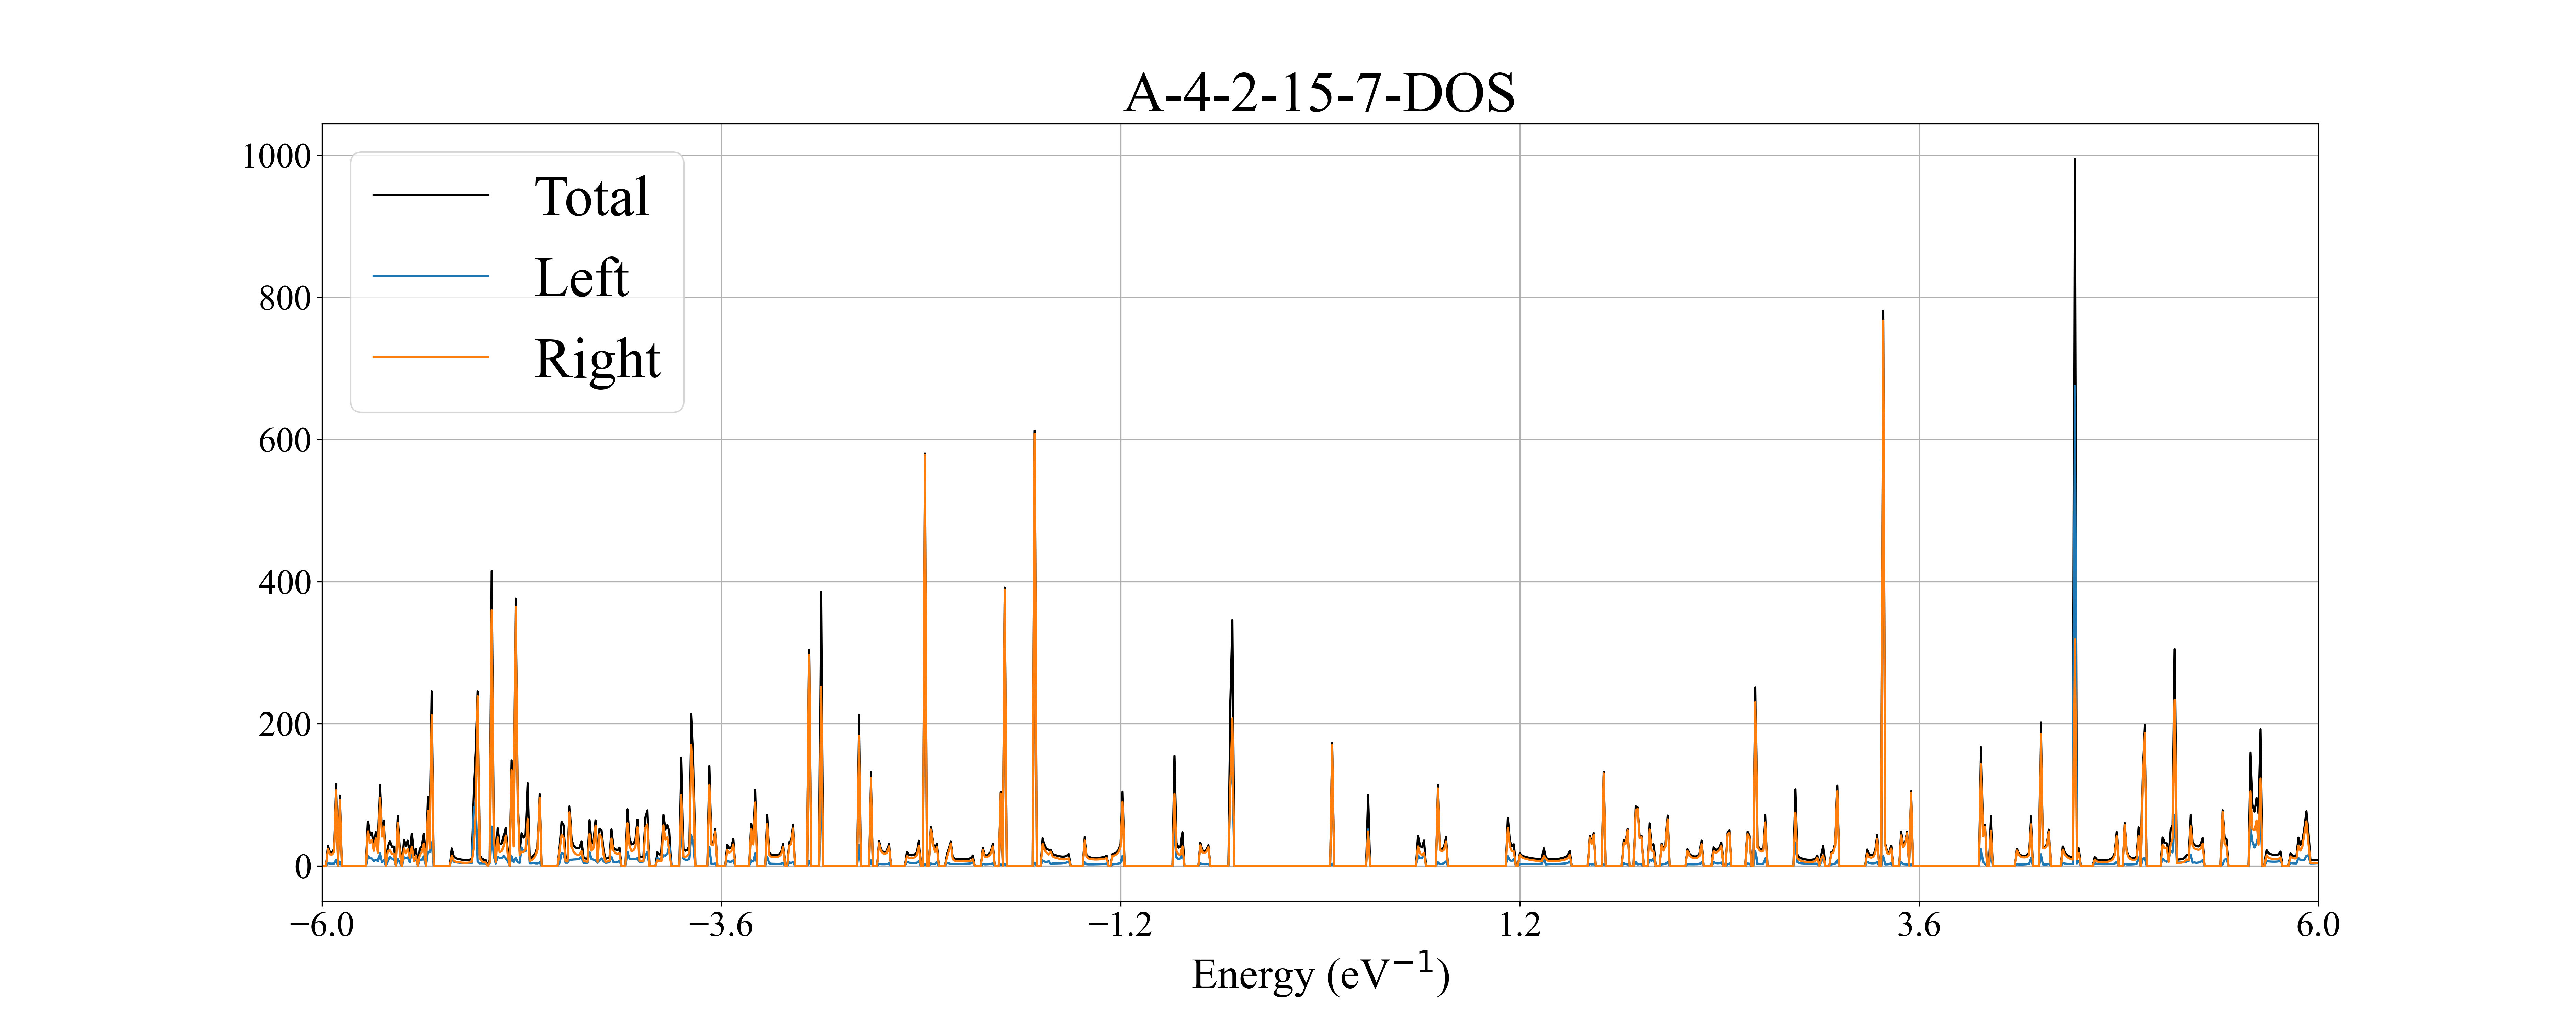 A-4-2-15-7-DOS
1000
800
600
400
200
0
Total
Left
Right
−6.0 −3.6 −1.2 1.2 3.6 6.0
Energy (eV⁻¹)